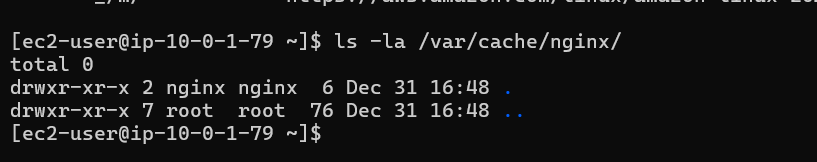 [ec2-user@ip-10-0-1-79 ~]$ ls -la /var/cache/nginx/
total 0
drwxr-xr-x 2 nginx nginx  6 Dec 31 16:48 .
drwxr-xr-x 7 root  root  76 Dec 31 16:48 ..
[ec2-user@ip-10-0-1-79 ~]$